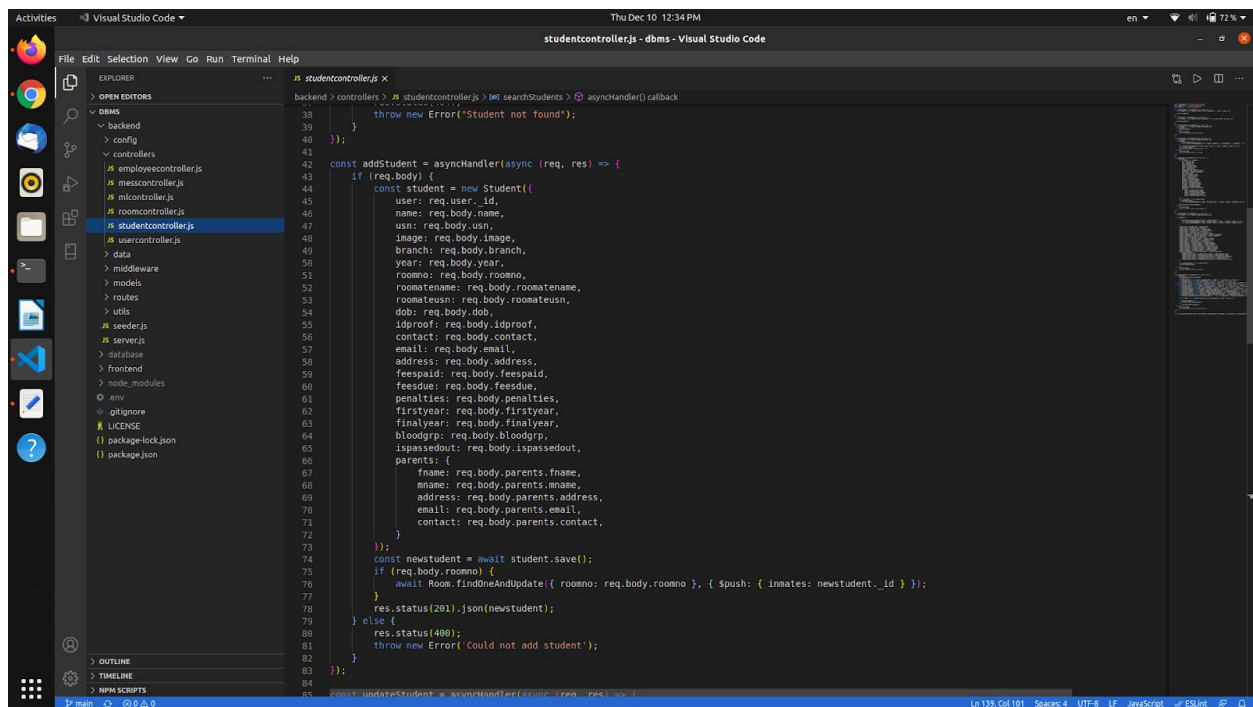 Activities
Visual Studio Code
Thu Dec 10 12:34 PM
en
72 %
studentcontroller.js - dbms - Visual Studio Code
File Edit Selection View Go Run Terminal Help
EXPLORER
OPEN EDITORS
DBMS
backend
config
controllers
JS employeecontroller.js
JS messcontroller.js
JS mlcontroller.js
JS roomcontroller.js
JS studentcontroller.js
JS usercontroller.js
data
middleware
models
routes
utils
JS seeder.js
JS server.js
database
frontend
node_modules
.env
.gitignore
LICENSE
{} package-lock.json
{} package.json
OUTLINE
TIMELINE
NPM SCRIPTS
JS studentcontroller.js
backend > controllers > JS studentcontroller.js > searchStudents > asyncHandler() callback
38 throw new Error("Student not found");
39 }
40 });
41
42 const addStudent = asyncHandler(async (req, res) => {
43 if (req.body) {
44 const student = new Student({
45 user: req.user._id,
46 name: req.body.name,
47 usn: req.body.usn,
48 image: req.body.image,
49 branch: req.body.branch,
50 year: req.body.year,
51 roomno: req.body.roomno,
52 roomatename: req.body.roomatename,
53 roomateusn: req.body.roomateusn,
54 dob: req.body.dob,
55 idproof: req.body.idproof,
56 contact: req.body.contact,
57 email: req.body.email,
58 address: req.body.address,
59 feespaid: req.body.feespaid,
60 feesdue: req.body.feesdue,
61 penalties: req.body.penalties,
62 firstyear: req.body.firstyear,
63 finalyear: req.body.finalyear,
64 bloodgrp: req.body.bloodgrp,
65 ispassedout: req.body.ispassedout,
66 parents: {
67 fname: req.body.parents.fname,
68 mname: req.body.parents.mname,
69 address: req.body.parents.address,
70 email: req.body.parents.email,
71 contact: req.body.parents.contact,
72 }
73 });
74 const newstudent = await student.save();
75 if (req.body.roomno) {
76 await Room.findOneAndUpdate({ roomno: req.body.roomno }, { $push: { inmates: newstudent._id } });
77 }
78 res.status(201).json(newstudent);
79 } else {
80 res.status(400);
81 throw new Error('Could not add student');
82 }
83 });
84
85 const updateStudent = asyncHandler(async (req, res) => {
main
0 0
Ln 139, Col 101 Spaces: 4 UTF-8 LF JavaScript ESLint